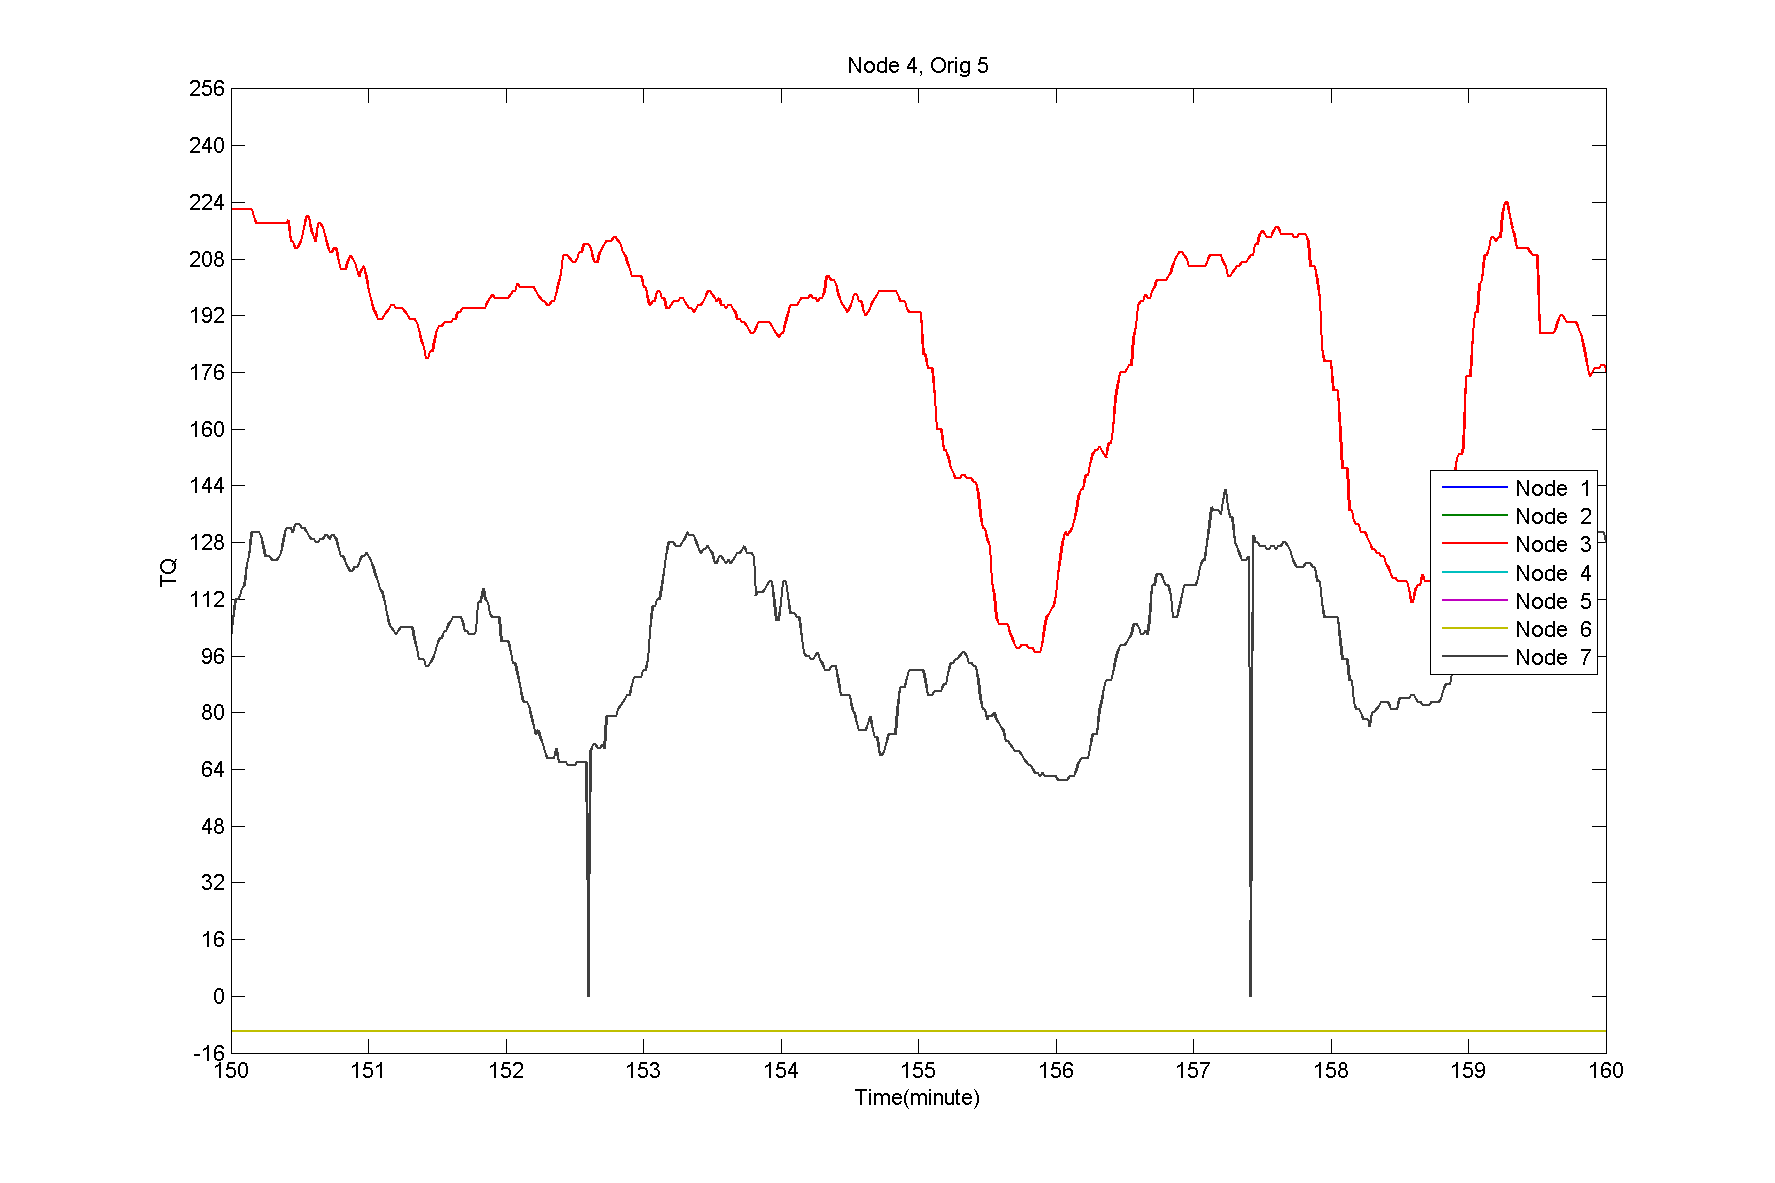 Node 4, Orig 5
256
240
224
208
192
176
160
144
128
112
96
80
64
48
32
16
0
-16
TQ
Node 1
Node 2
Node 3
Node 4
Node 5
Node 6
Node 7
150 151 152 153 154 155 156 157 158 159 160
Time(minute)